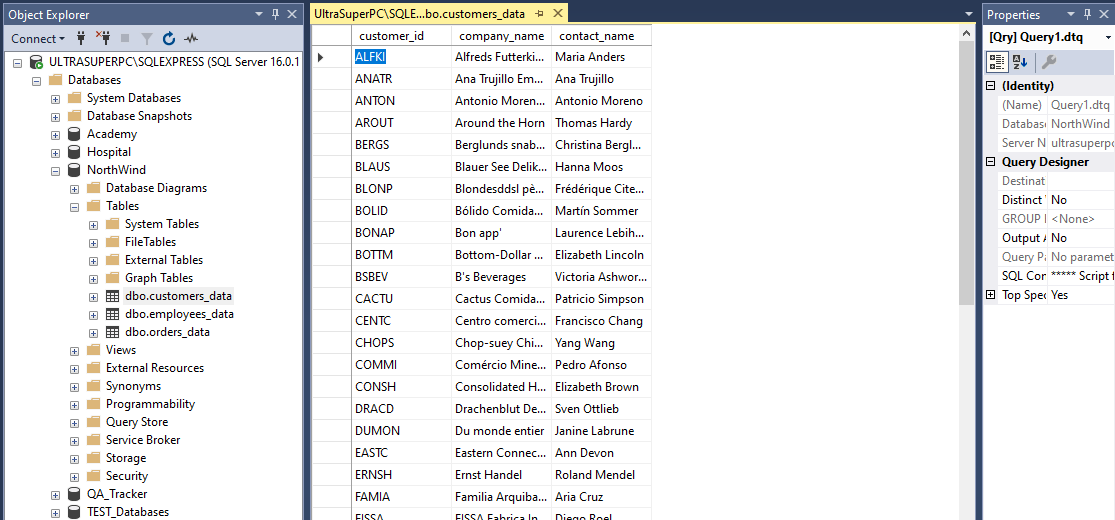 Object Explorer
Connect
ULTRASUPERPC\SQLEXPRESS (SQL Server 16.0.1
Databases
System Databases
Database Snapshots
Academy
Hospital
NorthWind
Database Diagrams
Tables
System Tables
FileTables
External Tables
Graph Tables
dbo.customers_data
dbo.employees_data
dbo.orders_data
Views
External Resources
Synonyms
Programmability
Query Store
Service Broker
Storage
Security
QA_Tracker
TEST_Databases
UltraSuperPC\SQLE...bo.customers_data
customer_id company_name contact_name
ALFKI Alfreds Futterki... Maria Anders
ANATR Ana Trujillo Em... Ana Trujillo
ANTON Antonio Moren... Antonio Moreno
AROUT Around the Horn Thomas Hardy
BERGS Berglunds snab... Christina Bergl...
BLAUS Blauer See Delik... Hanna Moos
BLONP Blondesddsl pè... Frédérique Cite...
BOLID Bólido Comida... Martín Sommer
BONAP Bon app' Laurence Lebih...
BOTTM Bottom-Dollar ... Elizabeth Lincoln
BSBEV B's Beverages Victoria Ashwor...
CACTU Cactus Comida... Patricio Simpson
CENTC Centro comerci... Francisco Chang
CHOPS Chop-suey Chi... Yang Wang
COMMI Comércio Mine... Pedro Afonso
CONSH Consolidated H... Elizabeth Brown
DRACD Drachenblut De... Sven Ottlieb
DUMON Du monde entier Janine Labrune
EASTC Eastern Connec... Ann Devon
ERNSH Ernst Handel Roland Mendel
FAMIA Familia Arquiba... Aria Cruz
FISSA FISSA Fabrica In... Diego Roel
Properties
[Qry] Query1.dtq
(Identity)
(Name) Query1.dtq
Database NorthWind
Server N ultrasuperpc
Query Designer
Destinat
Distinct No
GROUP <None>
Output A No
Query Pa No paramet
SQL Con ***** Script f
Top Spec Yes